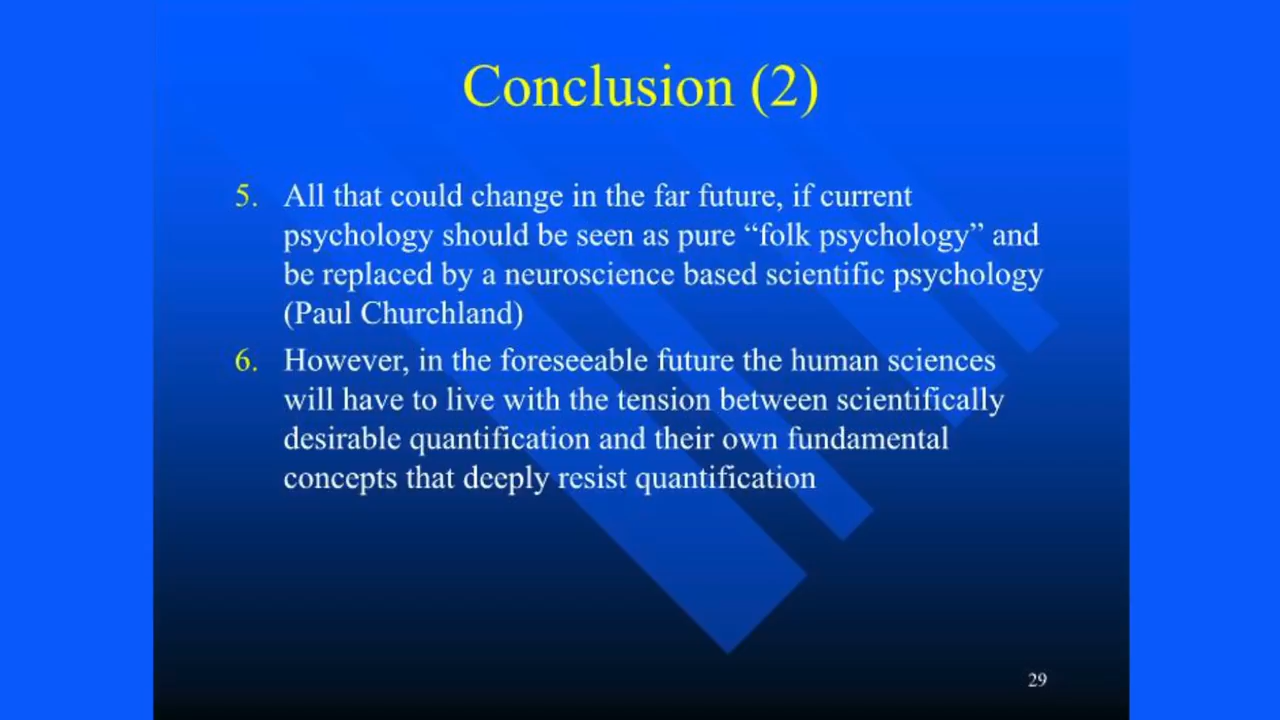 Conclusion (2)
5. All that could change in the far future, if current
psychology should be seen as pure “folk psychology” and
be replaced by a neuroscience based scientific psychology
(Paul Churchland)
6. However, in the foreseeable future the human sciences
will have to live with the tension between scientifically
desirable quantification and their own fundamental
concepts that deeply resist quantification
29